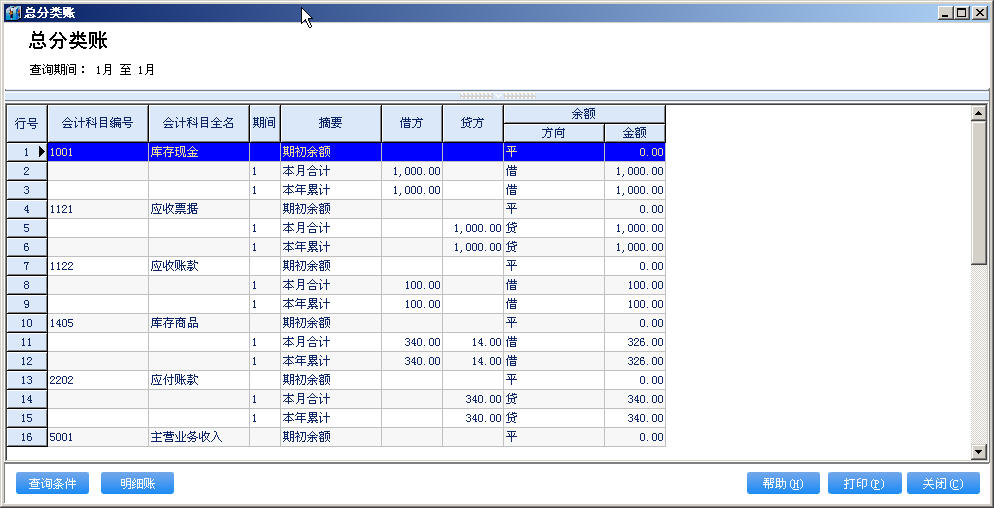 总分类账
总分类账
查询期间： 1月 至 1月
行号 会计科目编号 会计科目全名 期间 摘要 借方 贷方 余额
方向 金额
1 1001 库存现金 期初余额 平 0.00
2 1 本月合计 1,000.00 借 1,000.00
3 1 本年累计 1,000.00 借 1,000.00
4 1121 应收票据 期初余额 平 0.00
5 1 本月合计 1,000.00 贷 1,000.00
6 1 本年累计 1,000.00 贷 1,000.00
7 1122 应收账款 期初余额 平 0.00
8 1 本月合计 100.00 借 100.00
9 1 本年累计 100.00 借 100.00
10 1405 库存商品 期初余额 平 0.00
11 1 本月合计 340.00 14.00 借 326.00
12 1 本年累计 340.00 14.00 借 326.00
13 2202 应付账款 期初余额 平 0.00
14 1 本月合计 340.00 贷 340.00
15 1 本年累计 340.00 贷 340.00
16 5001 主营业务收入 期初余额 平 0.00
查询条件 明细账 帮助(H) 打印(P) 关闭(C)